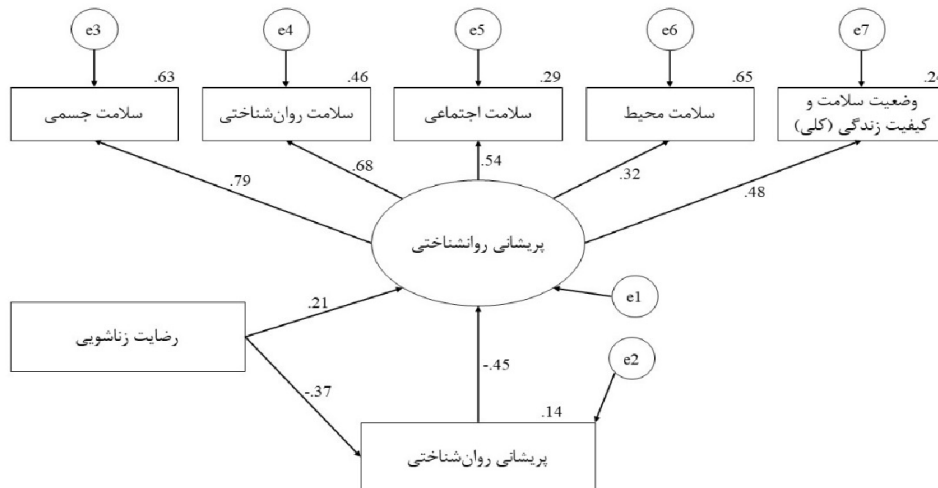 e3
e4
e5
e6
e7
.63
.46
.29
.65
سلامت جسمی
سلامت روان‌شناختی
سلامت اجتماعی
سلامت محیط
وضعیت سلامت و
کیفیت زندگی (کلی)
.79
.68
.54
.32
.48
پریشانی روانشناختی
رضایت زناشویی
.21
e1
-.37
-.45
e2
.14
پریشانی روان‌شناختی